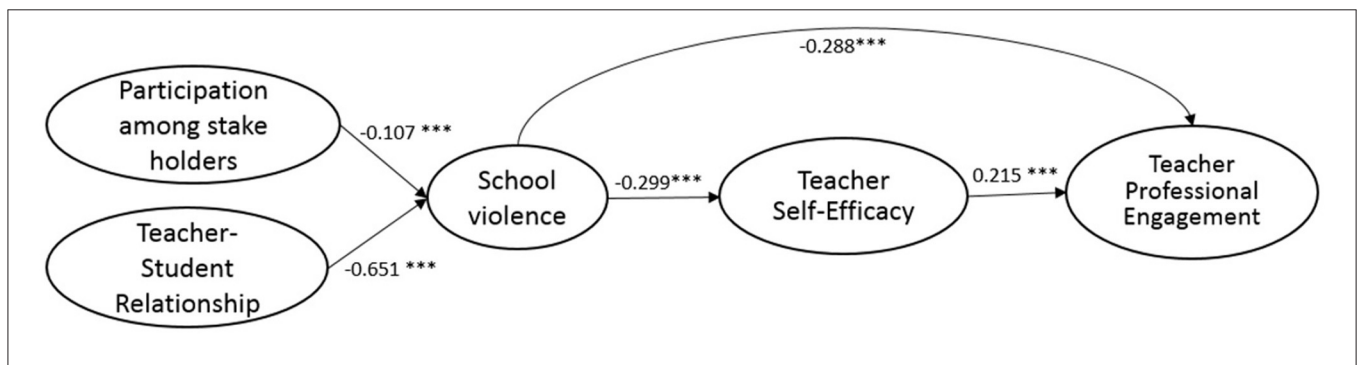 Participation
among stake
holders
-0.107 ***
Teacher-
Student
Relationship
-0.651 ***
School
violence
-0.288***
-0.299***
Teacher
Self-Efficacy
0.215 ***
Teacher
Professional
Engagement